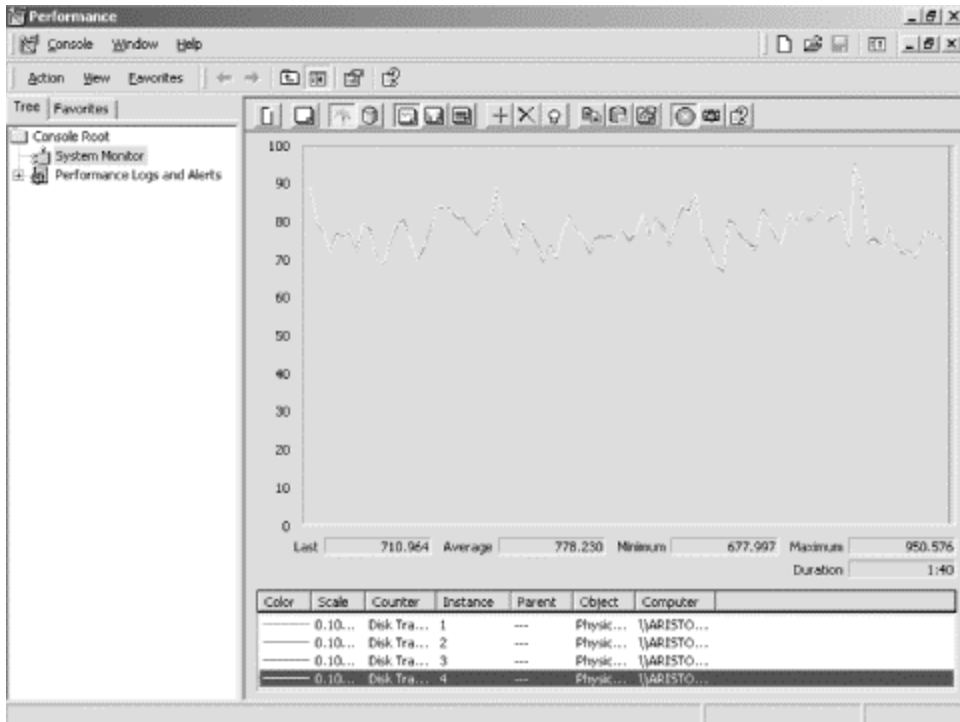 Performance
Console Window Help
Action View Favorites
Tree Favorites
Console Root
System Monitor
Performance Logs and Alerts
100
90
80
70
60
50
40
30
20
10
0
Last 710.964 Average 778.230 Minimum 677.997 Maximum 950.576
Duration 1:40
Color Scale Counter Instance Parent Object Computer
0.10... Disk Tra... 1 --- Physic... \\ARISTO...
0.10... Disk Tra... 2 --- Physic... \\ARISTO...
0.10... Disk Tra... 3 --- Physic... \\ARISTO...
0.10... Disk Tra... 4 --- Physic... \\ARISTO...